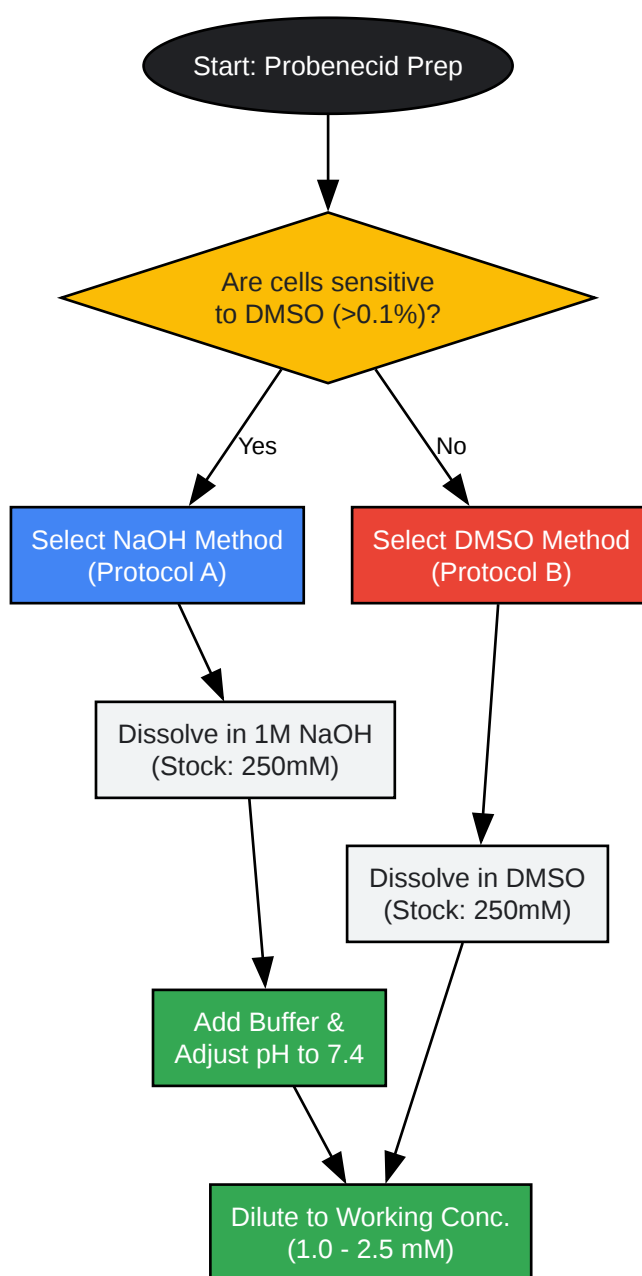 Start: Probenecid Prep
Are cells sensitive
to DMSO (>0.1%)?
Yes
No
Select NaOH Method
(Protocol A)
Select DMSO Method
(Protocol B)
Dissolve in 1M NaOH
(Stock: 250mM)
Dissolve in DMSO
(Stock: 250mM)
Add Buffer &
Adjust pH to 7.4
Dilute to Working Conc.
(1.0 - 2.5 mM)